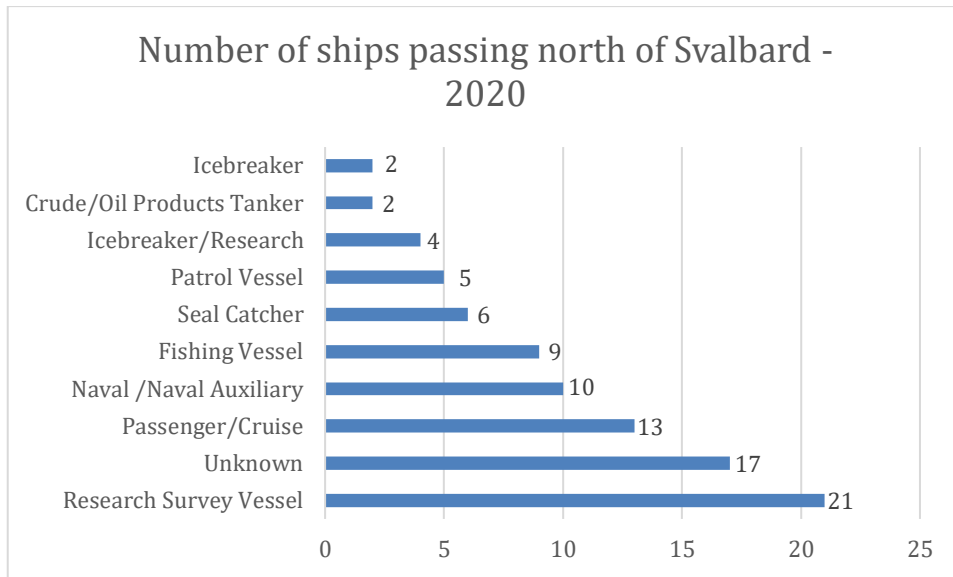 Number of ships passing north of Svalbard -
2020
Icebreaker 2
Crude/Oil Products Tanker 2
Icebreaker/Research 4
Patrol Vessel 5
Seal Catcher 6
Fishing Vessel 9
Naval /Naval Auxiliary 10
Passenger/Cruise 13
Unknown 17
Research Survey Vessel 21
0 5 10 15 20 25